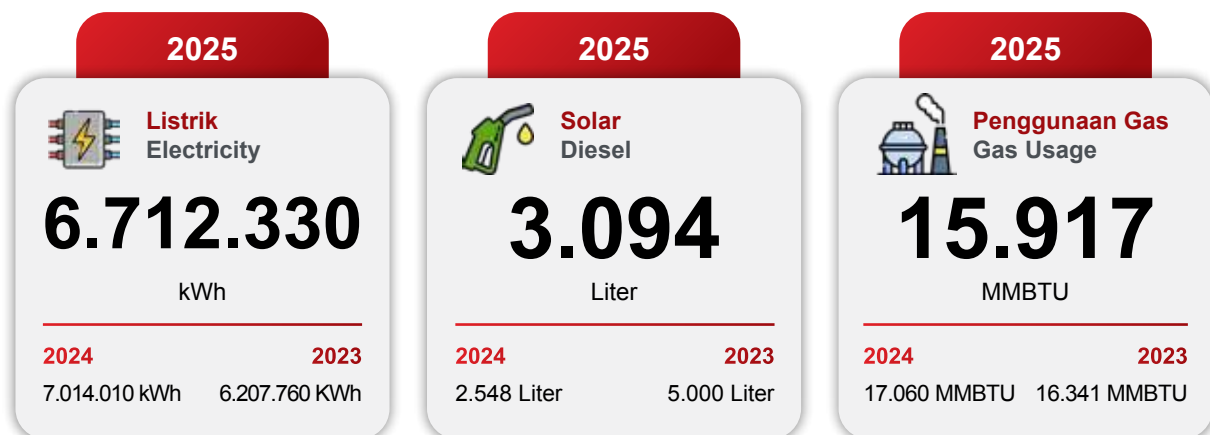 2025
Listrik
Electricity
6.712.330
kWh
2024 2023
7.014.010 kWh 6.207.760 KWh
2025
Solar
Diesel
3.094
Liter
2024 2023
2.548 Liter 5.000 Liter
2025
Penggunaan Gas
Gas Usage
15.917
MMBTU
2024 2023
17.060 MMBTU 16.341 MMBTU